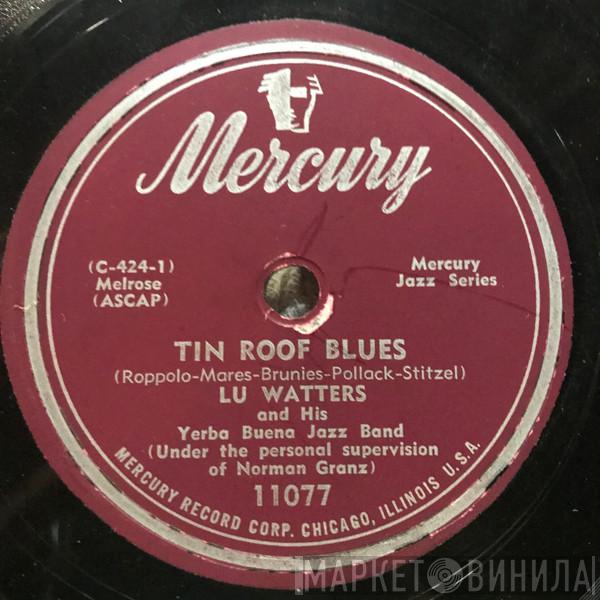 Mercury
(C-424-1)
Melrose
(ASCAP)
Mercury
Jazz Series
TIN ROOF BLUES
(Roppolo-Mares-Brunies-Pollack-Stitzel)
LU WATTERS
and His
Yerba Buena Jazz Band
(Under the personal supervision
of Norman Granz)
11077
MERCURY RECORD CORP. CHICAGO, ILLINOIS U.S.A.
МАРКЕТ ВИНИЛА